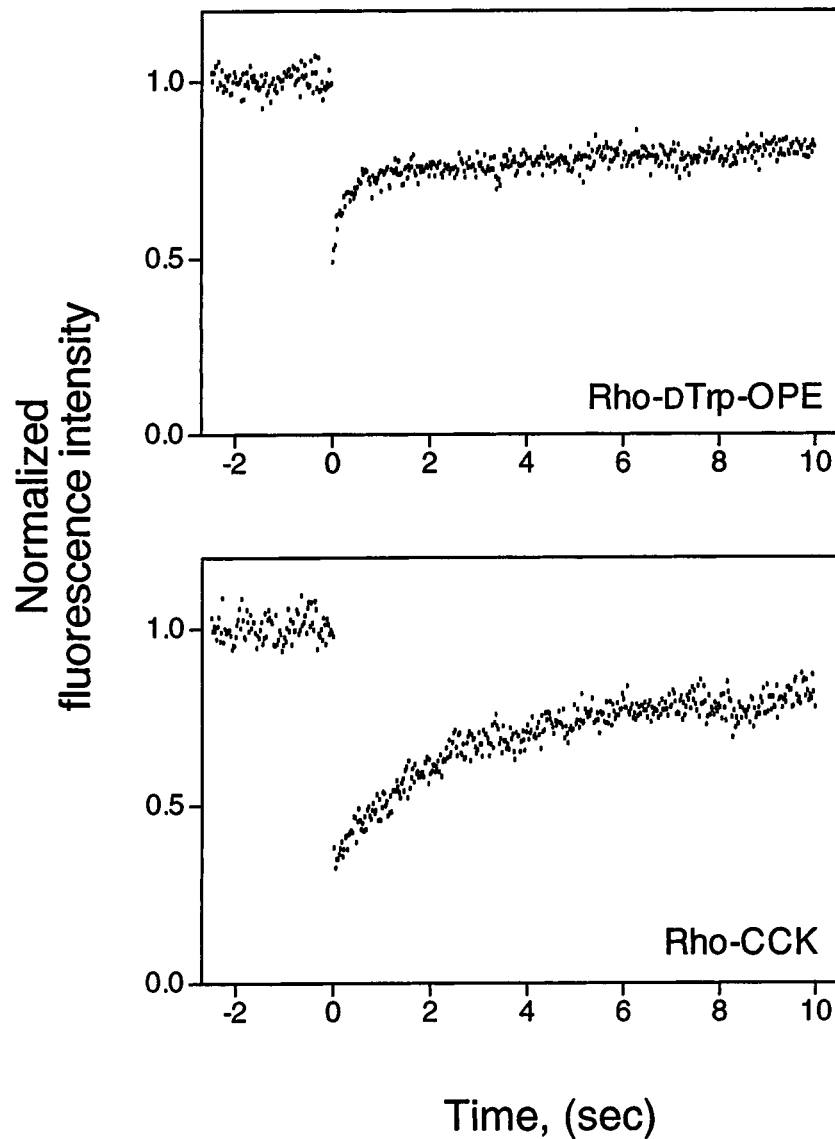 Normalized
fluorescence intensity
1.0
0.5
0.0
-2 0 2 4 6 8 10
Rho-DTrp-OPE
1.0
0.5
0.0
-2 0 2 4 6 8 10
Rho-CCK
Time, (sec)